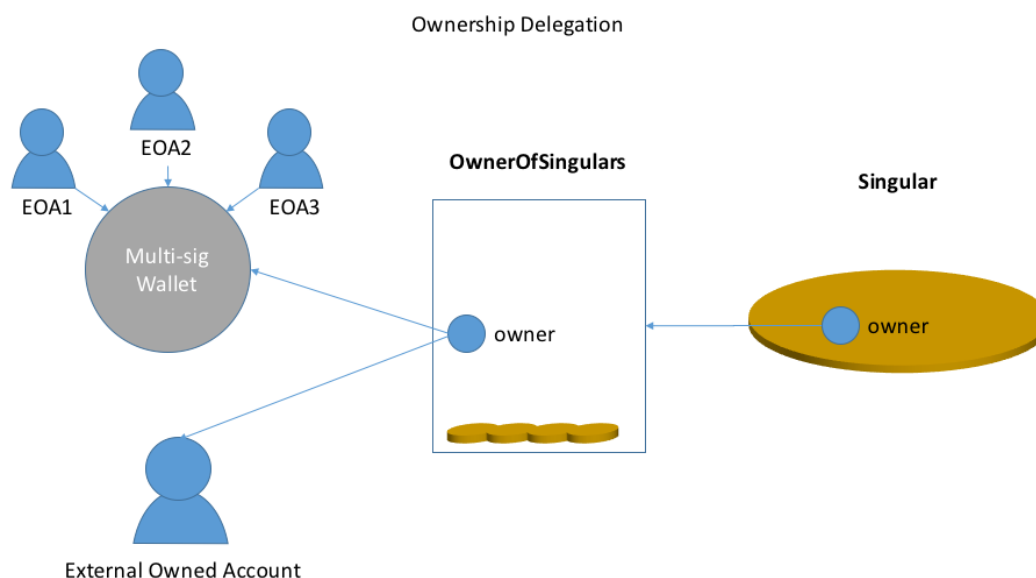 Ownership Delegation
EOA2
EOA1
EOA3
Multi-sig
Wallet
OwnerOfSingulars
owner
Singular
owner
External Owned Account